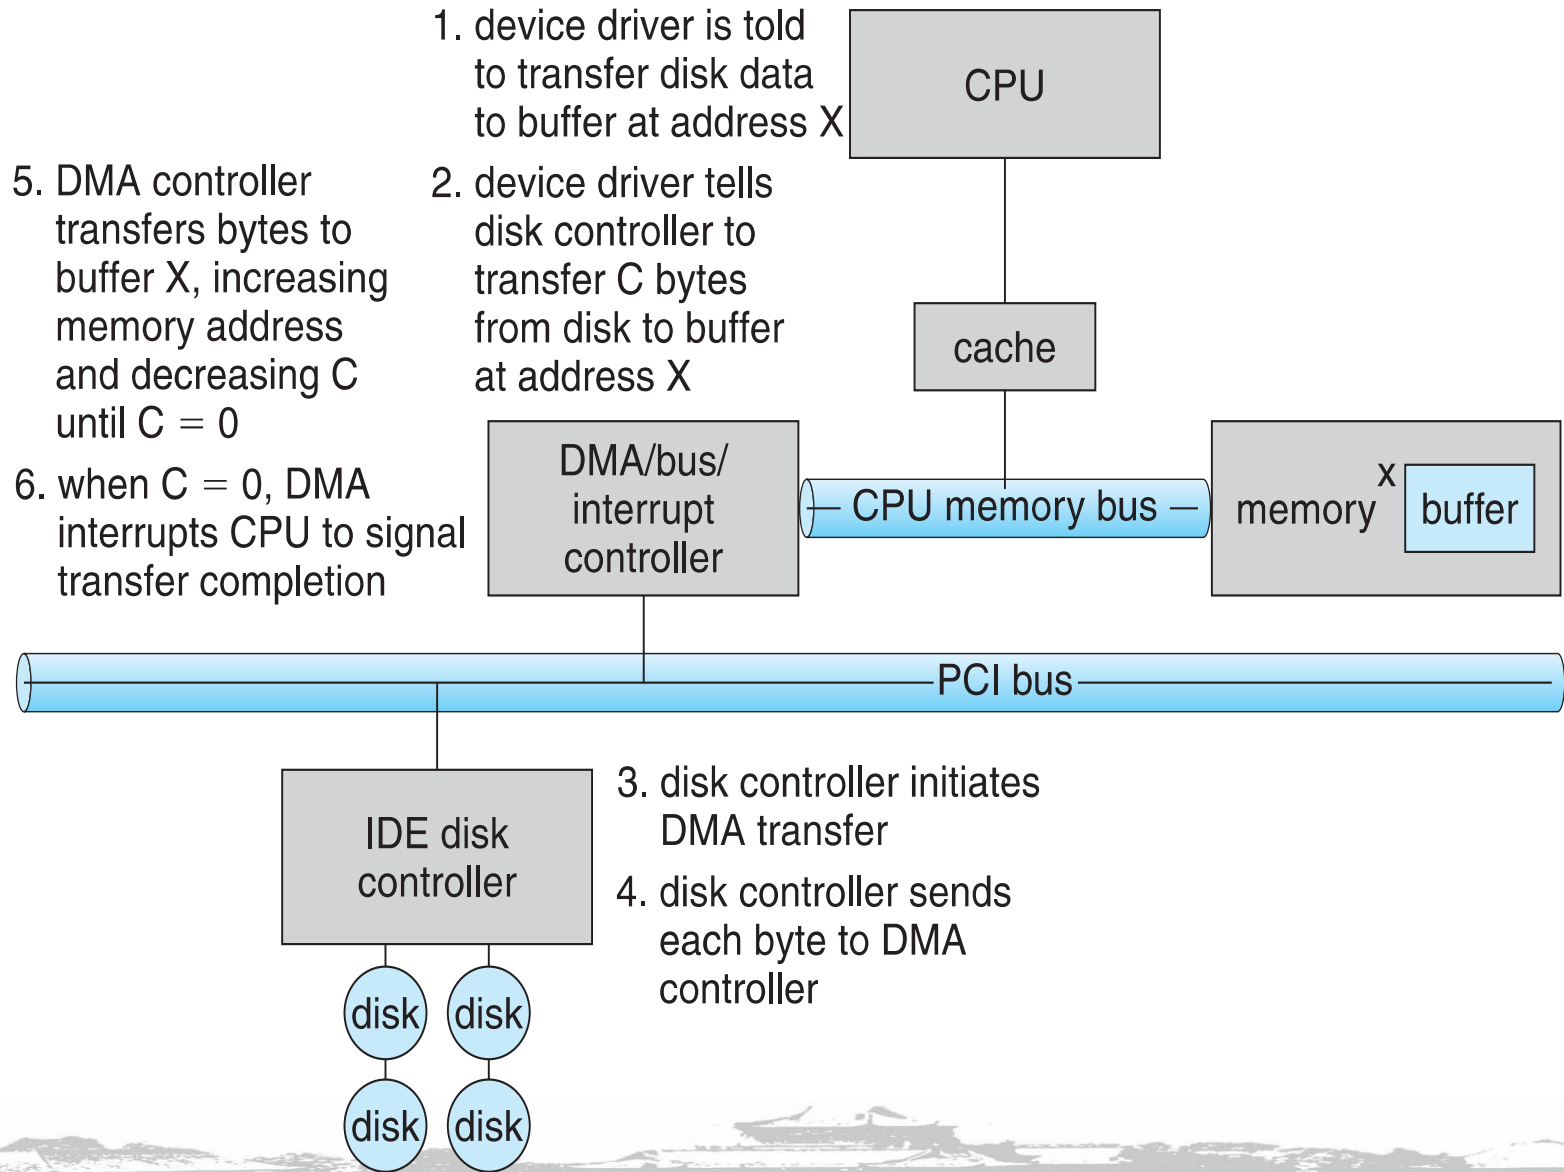 1. device driver is told
to transfer disk data
to buffer at address X
CPU
5. DMA controller
transfers bytes to
buffer X, increasing
memory address
and decreasing C
until C = 0
2. device driver tells
disk controller to
transfer C bytes
from disk to buffer
at address X
cache
6. when C = 0, DMA
interrupts CPU to signal
transfer completion
DMA/bus/
interrupt
controller
CPU memory bus
memory
x
buffer
PCI bus
IDE disk
controller
3. disk controller initiates
DMA transfer
4. disk controller sends
each byte to DMA
controller
disk
disk
disk
disk